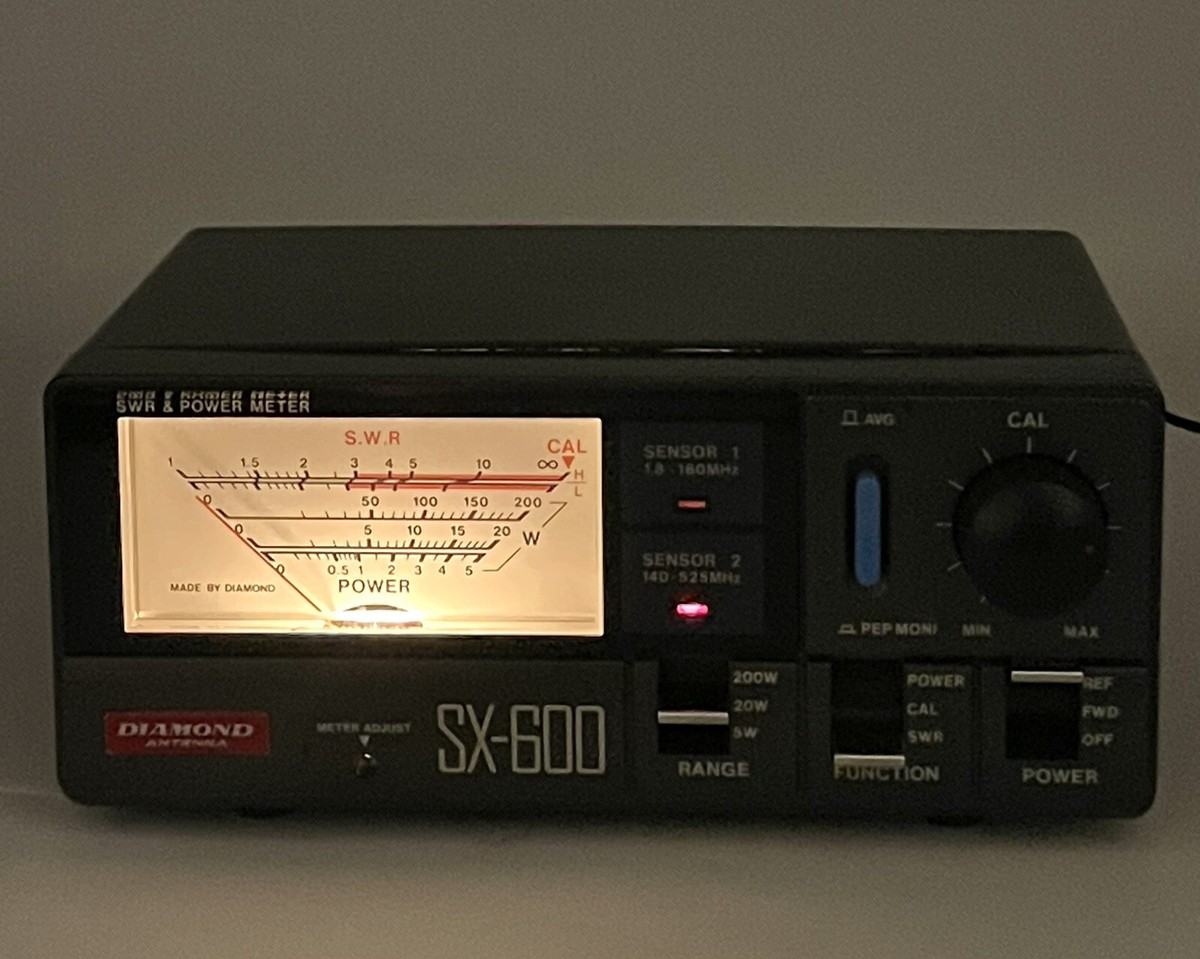 SWR & POWER METER
S.W.R
CAL
1 1.5 2 3 4 5 10 ∞
H
L
0 50 100 150 200
0 5 10 15 20
W
0 0.5 1 2 3 4 5
MADE BY DIAMOND
POWER
SENSOR 1
1.8-160MHz
SENSOR 2
140-525MHz
AVG
PEP MONI
CAL
MIN
MAX
DIAMOND
ANTENNA
METER ADJUST
SX-600
200W
20W
5W
RANGE
POWER
CAL
SWR
FUNCTION
REF
FWD
OFF
POWER